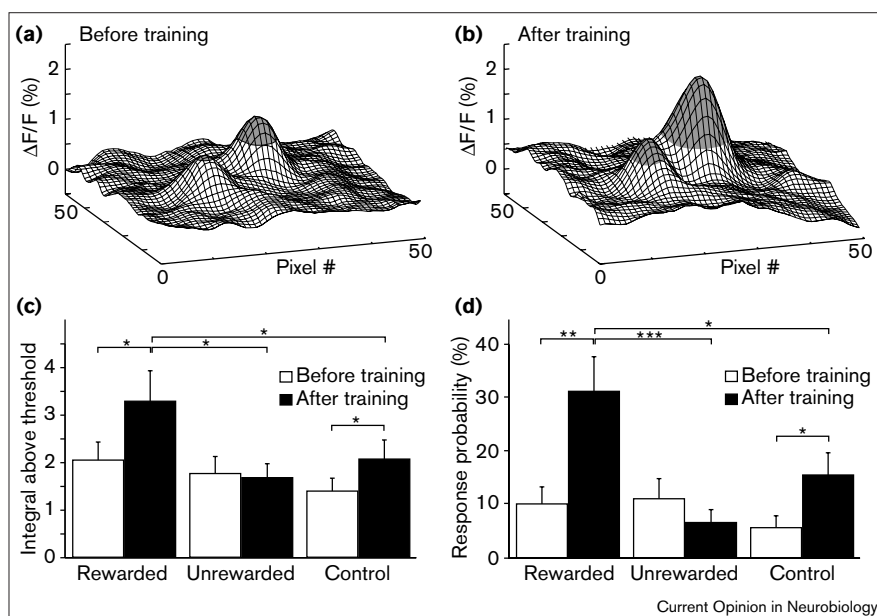 (a) Before training
2
1
0
ΔF/F (%)
50
0
Pixel #
50
(b) After training
2
1
0
ΔF/F (%)
50
0
Pixel #
50
(c)
Integral above threshold
4
3
2
1
0
* * * *
Before training
After training
Rewarded Unrewarded Control
(d)
Response probability (%)
40
30
20
10
0
** *** * *
Before training
After training
Rewarded Unrewarded Control
Current Opinion in Neurobiology